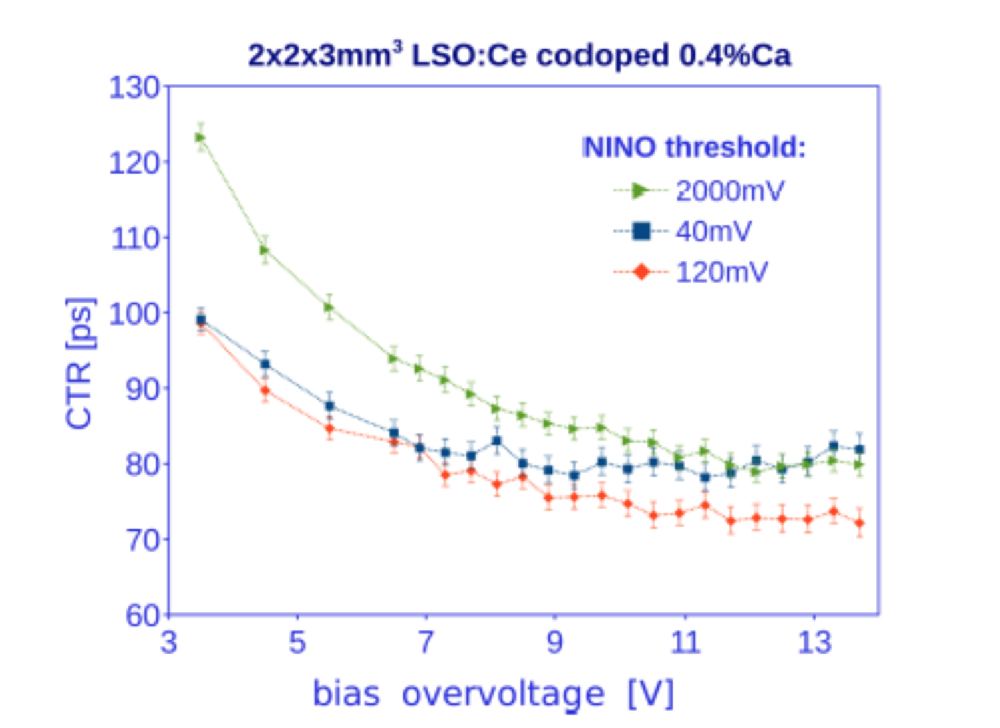 2x2x3mm³ LSO:Ce codoped 0.4%Ca
130
120
110
100
90
80
70
60
CTR [ps]
NINO threshold:
2000mV
40mV
120mV
3 5 7 9 11 13
bias overvoltage [V]